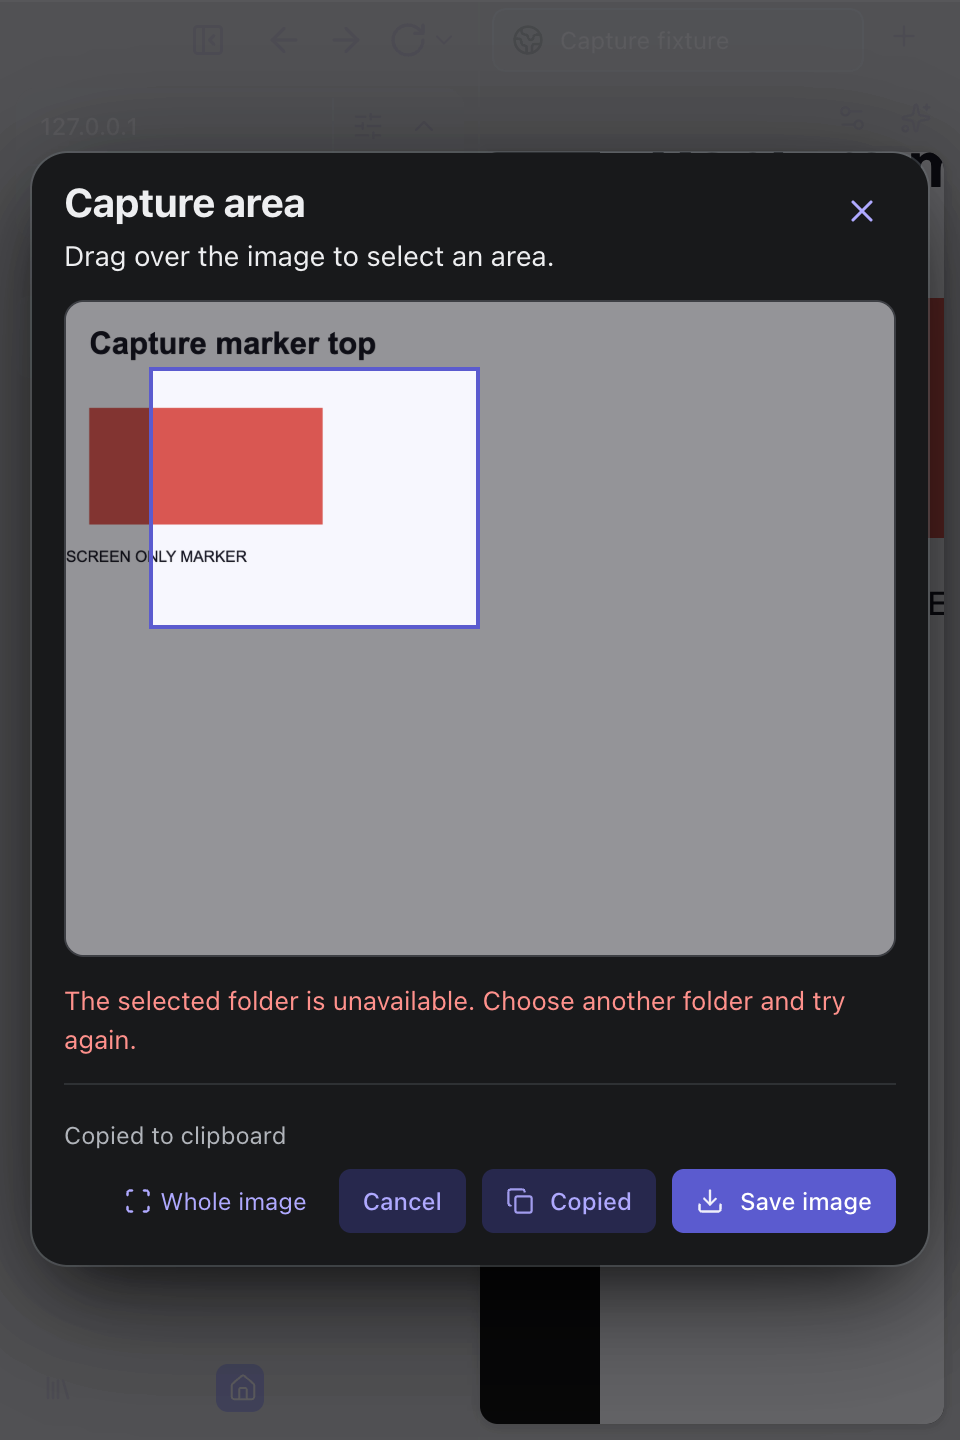 Capture fixture
127.0.0.1
Capture area
Drag over the image to select an area.
Capture marker top
SCREEN ONLY MARKER
The selected folder is unavailable. Choose another folder and try
again.
Copied to clipboard
Whole image
Cancel
Copied
Save image